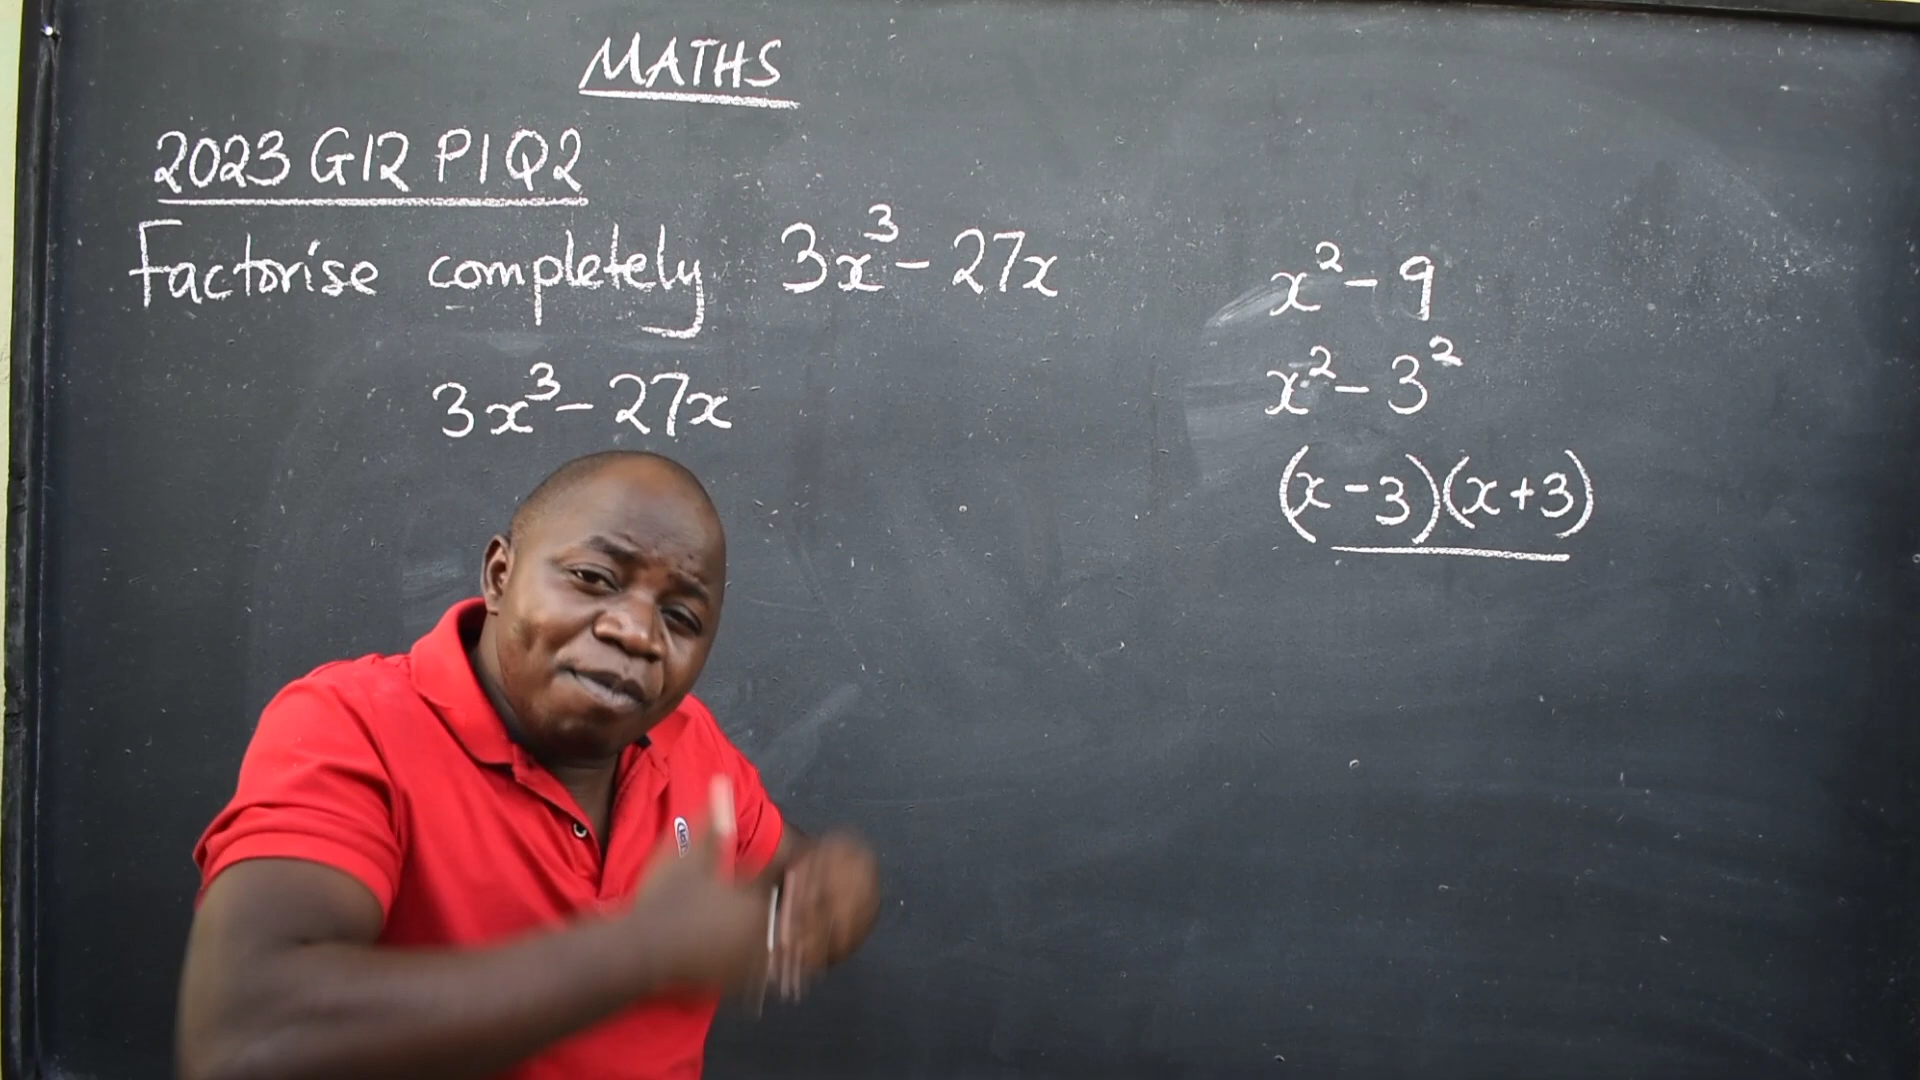 MATHS
2023 G12 P1 Q2
Factorise completely 3x³ - 27x
3x³ - 27x
x² - 9
x² - 3²
(x - 3)(x + 3)